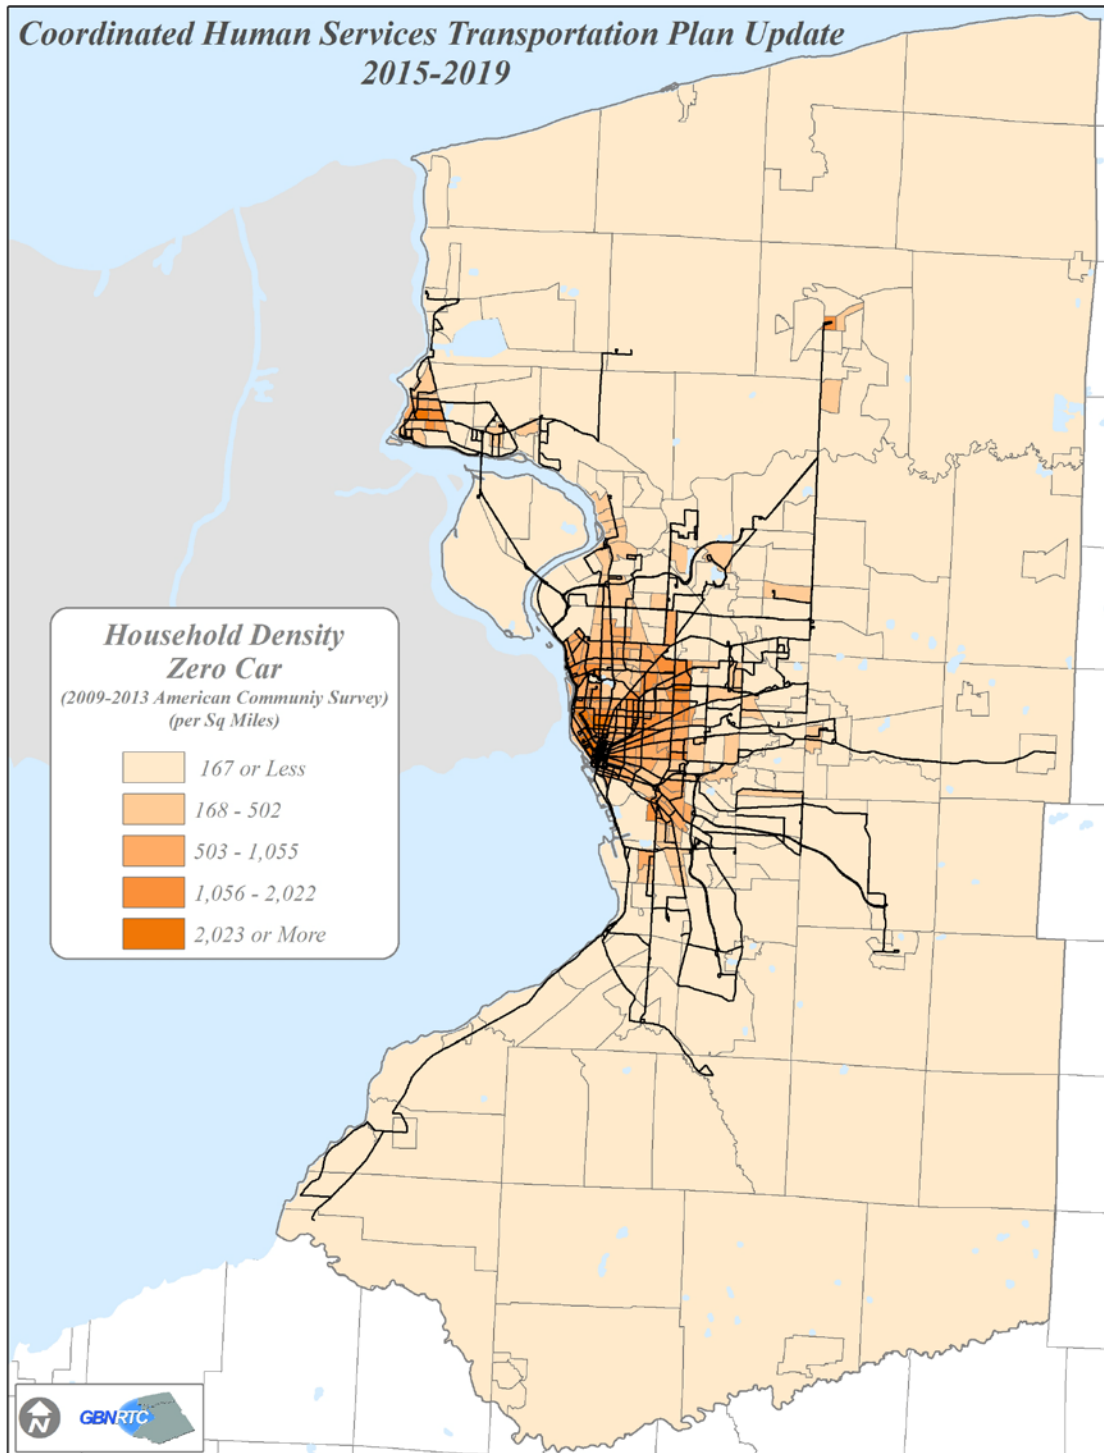 Coordinated Human Services Transportation Plan Update
2015-2019
Household Density
Zero Car
(2009-2013 American Communiy Survey)
(per Sq Miles)
167 or Less
168 - 502
503 - 1,055
1,056 - 2,022
2,023 or More
N
GBNRTC